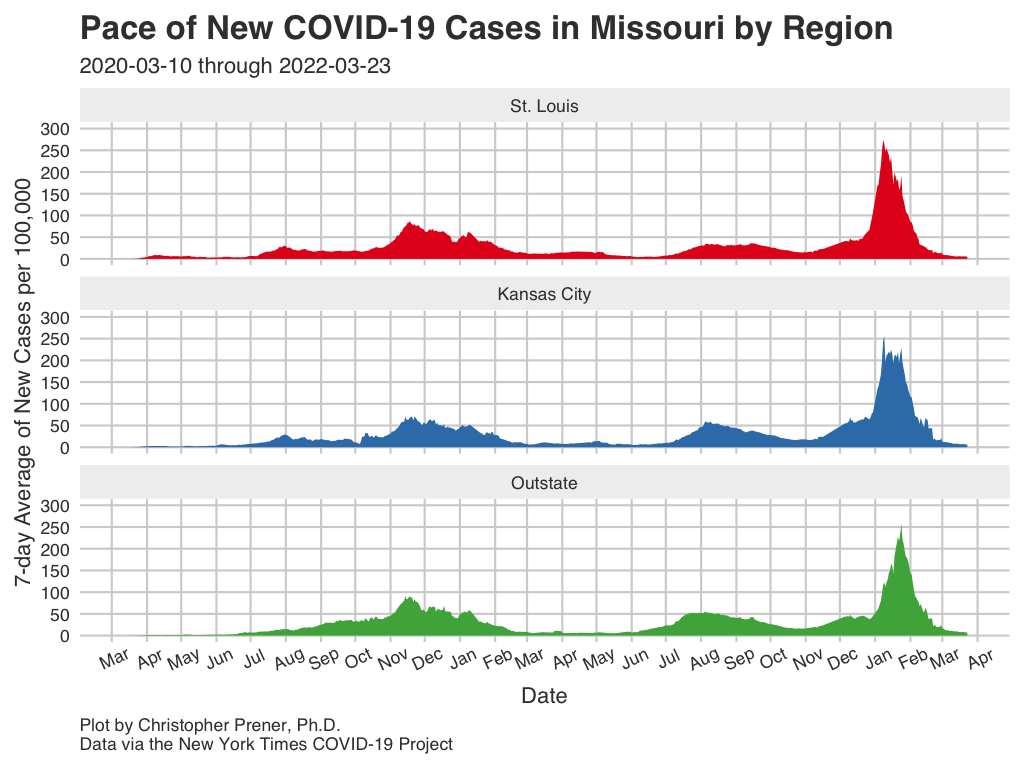 Pace of New COVID-19 Cases in Missouri by Region
2020-03-10 through 2022-03-23
7-day Average of New Cases per 100,000
St. Louis
300
250
200
150
100
50
0
Kansas City
300
250
200
150
100
50
0
Outstate
300
250
200
150
100
50
0
Mar Apr May Jun Jul Aug Sep Oct Nov Dec Jan Feb Mar Apr May Jun Jul Aug Sep Oct Nov Dec Jan Feb Mar Apr
Date
Plot by Christopher Prener, Ph.D.
Data via the New York Times COVID-19 Project